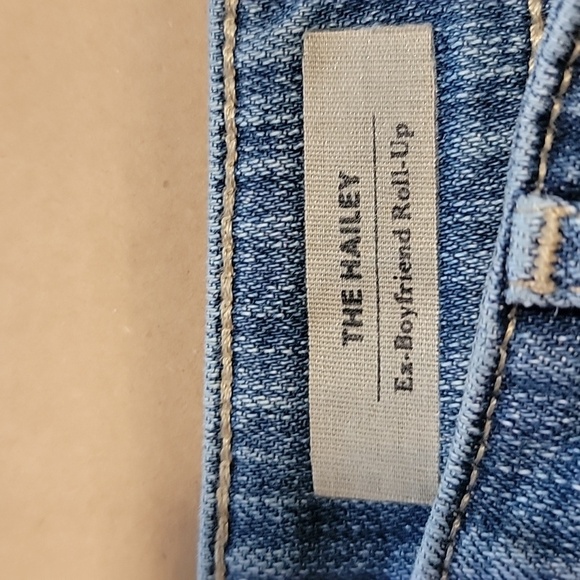 THE HAILEY
Ex-Boyfriend Roll-Up